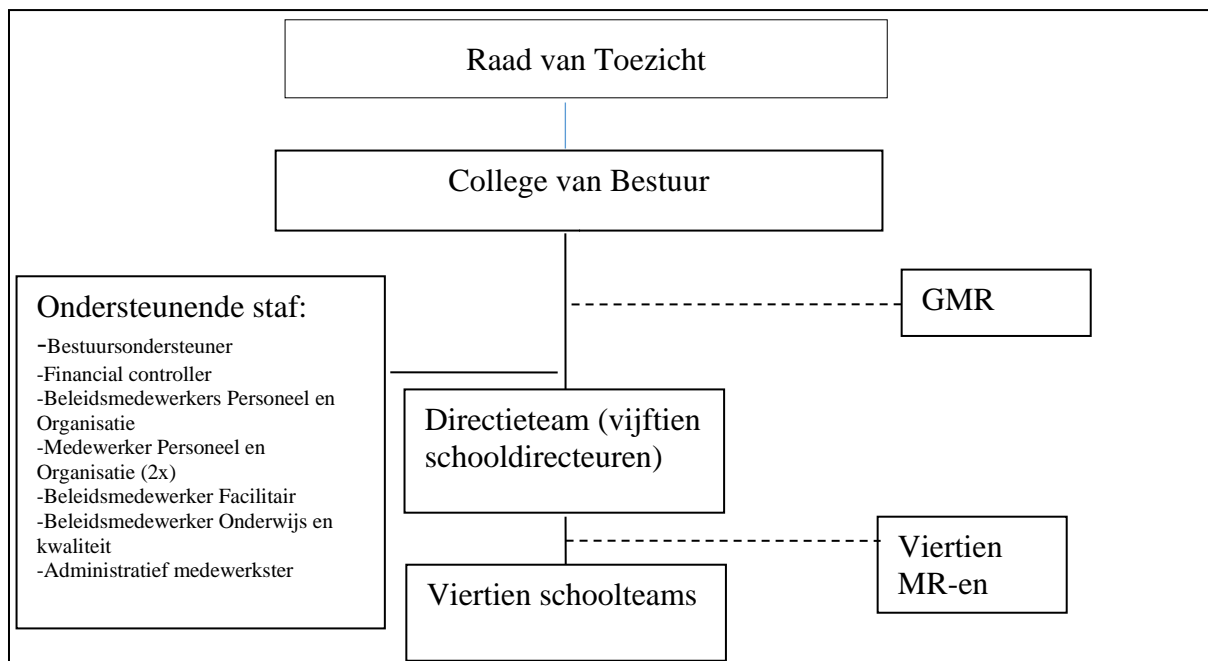 Raad van Toezicht
College van Bestuur
Ondersteunende staf:
-Bestuursondersteuner
-Financial controller
-Beleidsmedewerkers Personeel en
Organisatie
-Medewerker Personeel en
Organisatie (2x)
-Beleidsmedewerker Facilitair
-Beleidsmedewerker Onderwijs en
kwaliteit
-Administratief medewerkster
GMR
Directieteam (vijftien
schooldirecteuren)
Viertien schoolteams
Viertien
MR-en